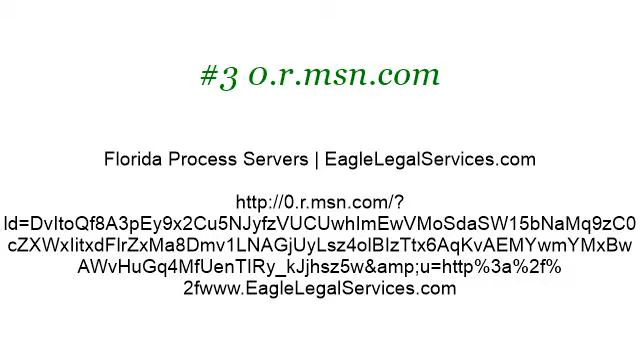 #3 0.r.msn.com
Florida Process Servers | EagleLegalServices.com
http://0.r.msn.com/?
ld=DvItoQf8A3pEy9x2Cu5NJyfzVUCUwhImEwVMoSdaSW15bNaMq9zC0
cZXWxIitxdFlrZxMa8Dmv1LNAGjUyLsz4olBIzTtx6AqKvAEMYwmYMxBw
AWvHuGq4MfUenTIRy_kJjhsz5w&amp;u=http%3a%2f%
2fwww.EagleLegalServices.com